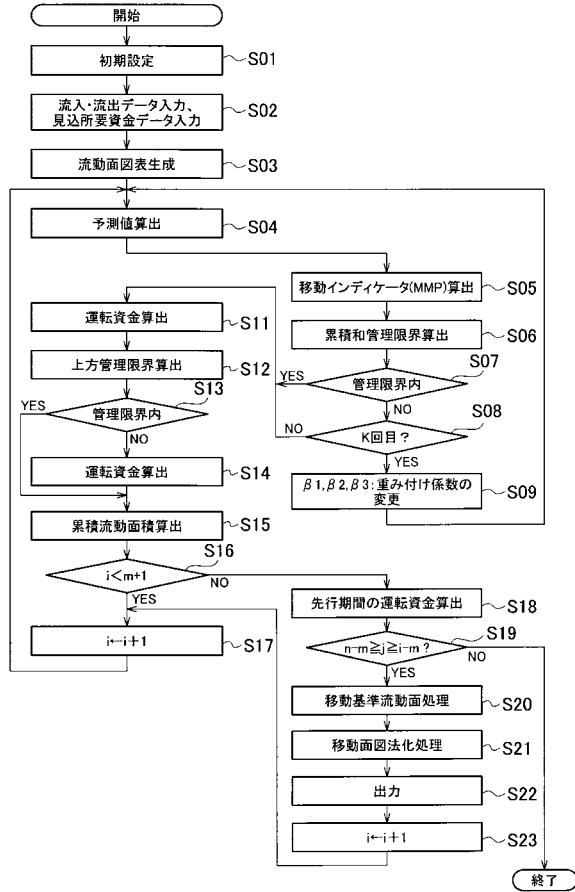 開始
初期設定
S01
流入・流出データ入力、
見込所要資金データ入力
S02
流動面図表生成
S03
予測値算出
S04
移動インディケータ(MMP)算出
S05
累積和管理限界算出
S06
管理限界内
S07
YES
NO
K回目？
S08
NO
YES
β1,β2,β3:重み付け係数の
変更
S09
運転資金算出
S11
上方管理限界算出
S12
管理限界内
S13
YES
NO
運転資金算出
S14
累積流動面積算出
S15
i＜m+1
S16
NO
YES
i←i+1
S17
先行期間の運転資金算出
S18
n−m≧j≧i−m？
S19
NO
YES
移動基準流動面処理
S20
移動面図法化処理
S21
出力
S22
i←i+1
S23
終了